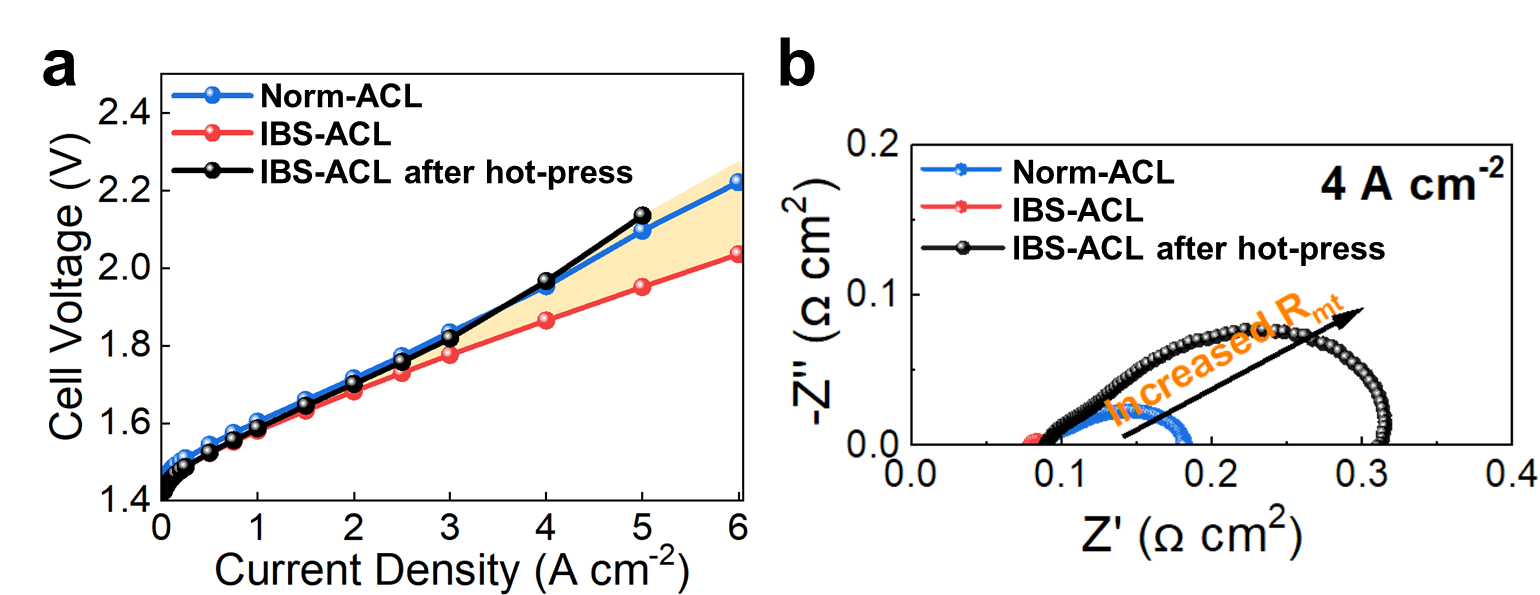 a
Norm-ACL
IBS-ACL
IBS-ACL after hot-press
Cell Voltage (V)
2.4
2.2
2.0
1.8
1.6
1.4
0 1 2 3 4 5 6
Current Density (A cm⁻²)
b
Norm-ACL
IBS-ACL
IBS-ACL after hot-press
4 A cm⁻²
Increased Rmt
-Z'' (Ω cm²)
0.2
0.1
0.0
0.0 0.1 0.2 0.3 0.4
Z' (Ω cm²)